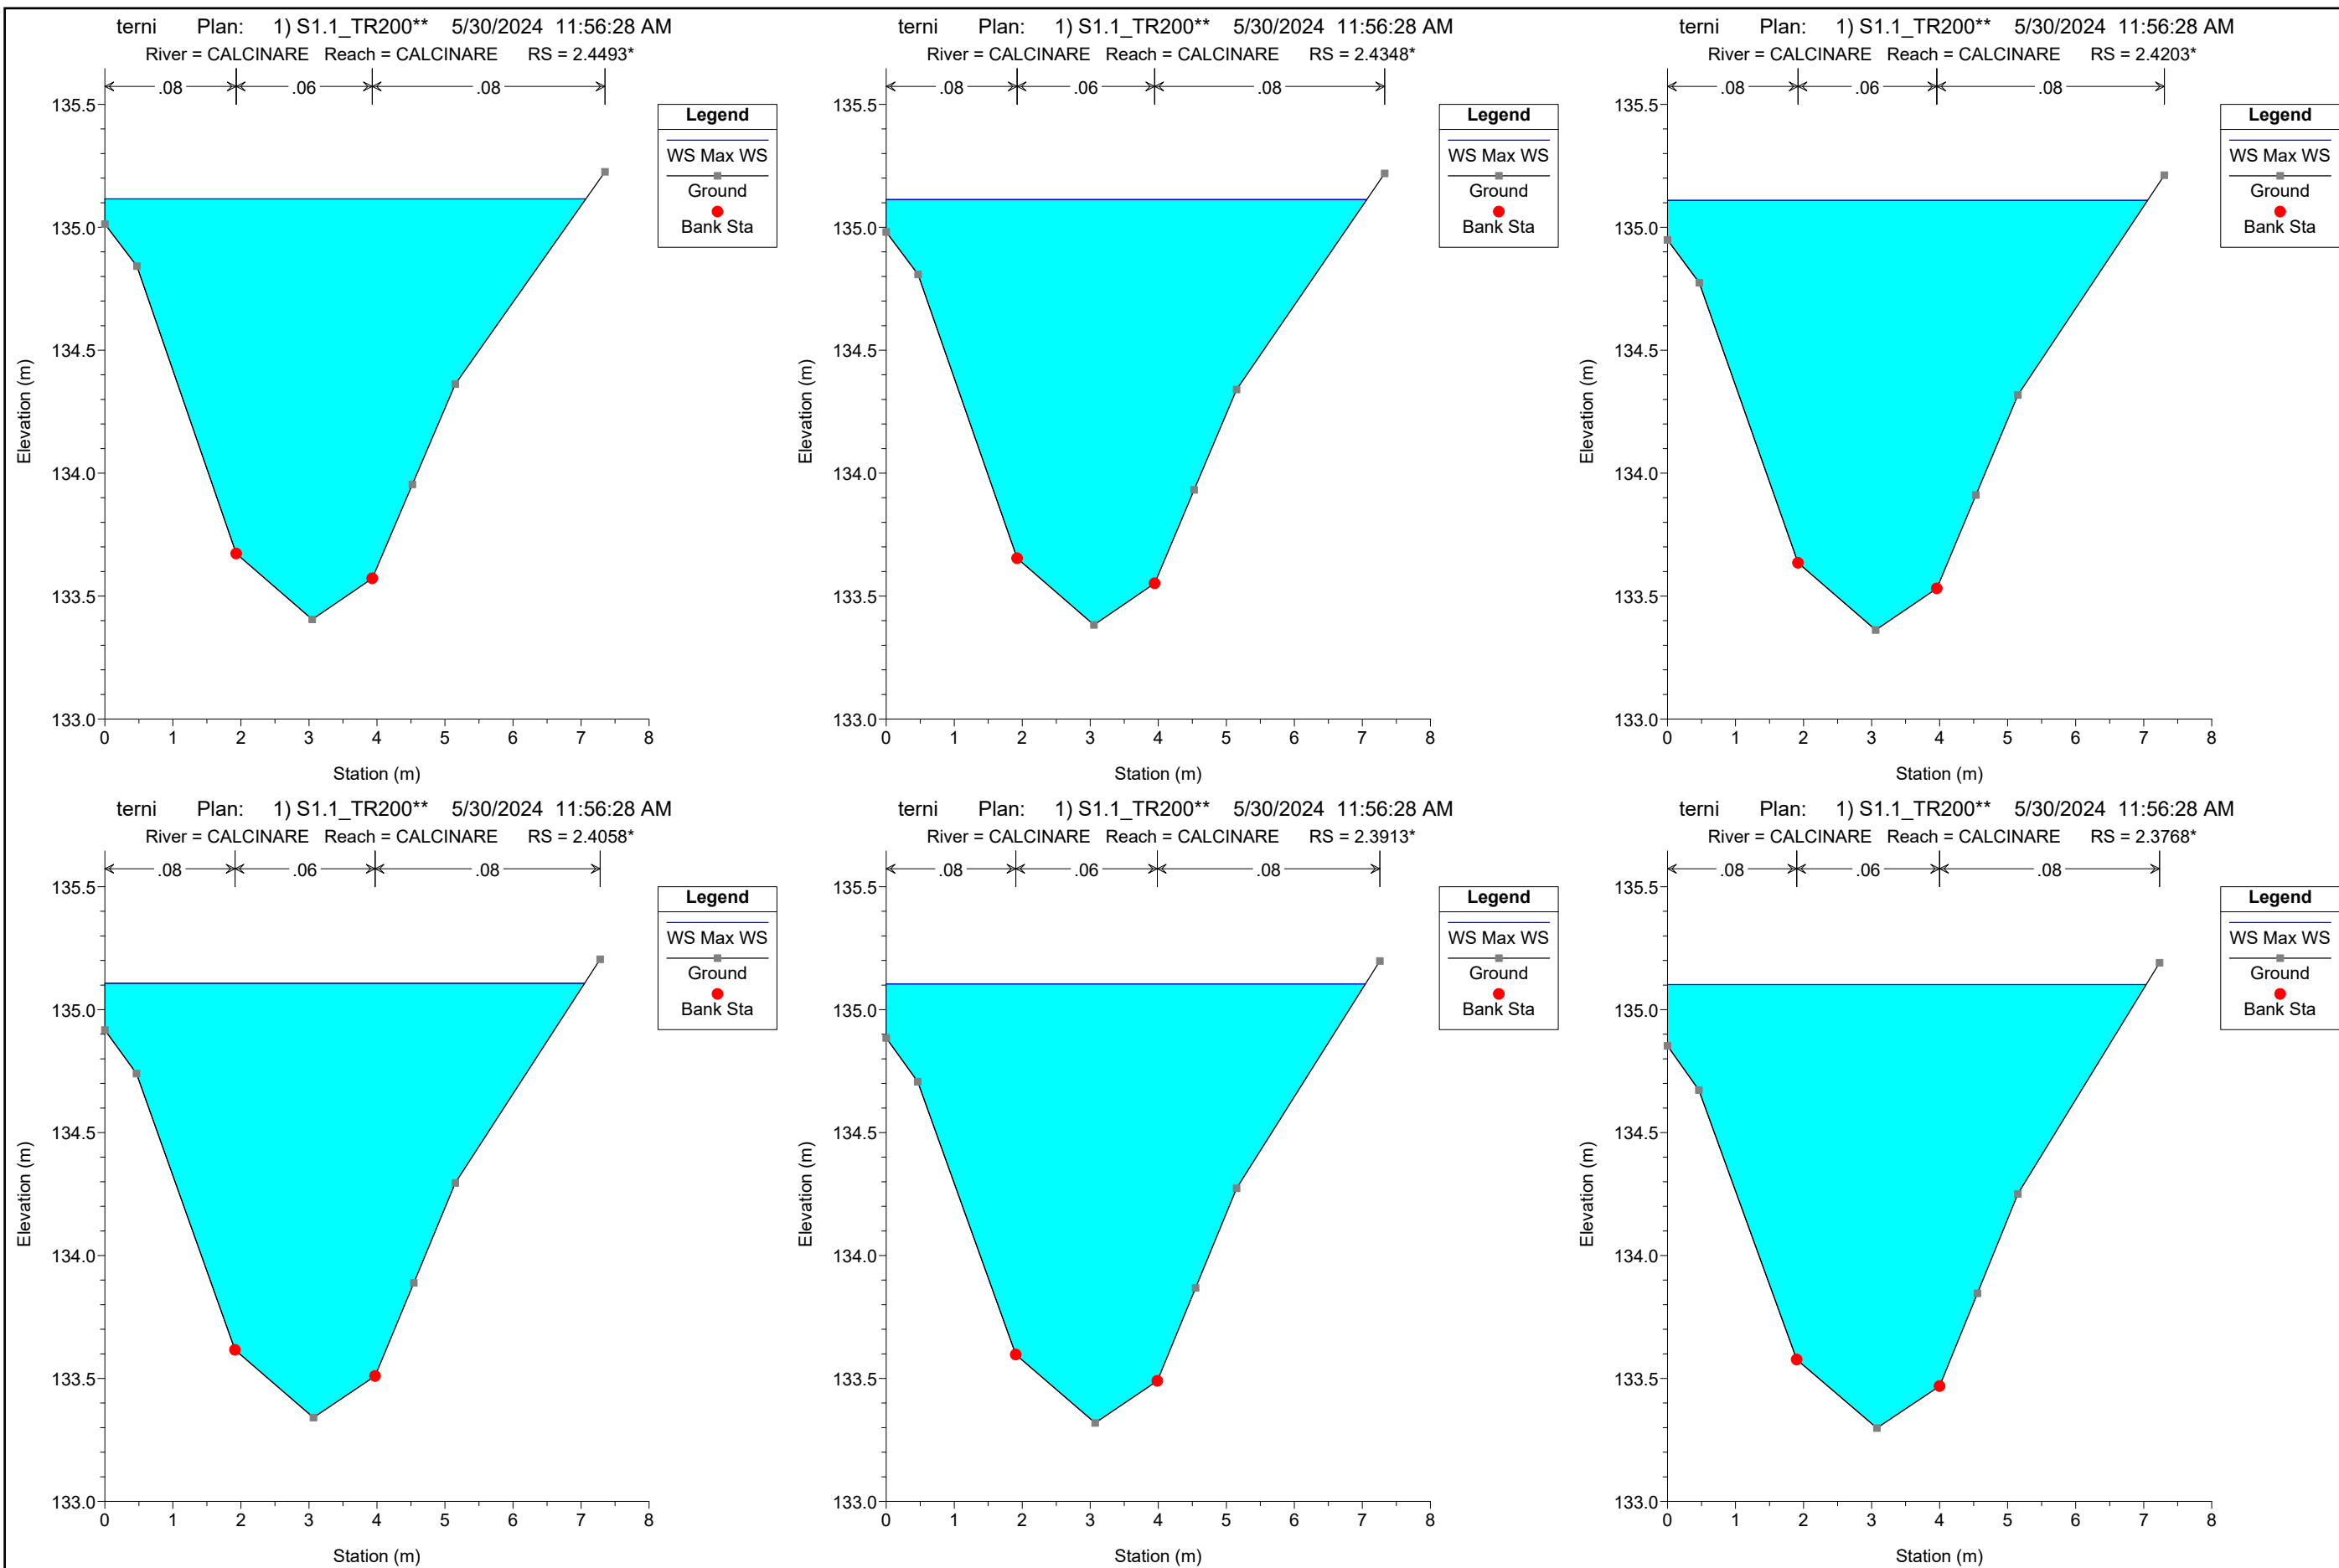 terni Plan: 1) S1.1_TR200** 5/30/2024 11:56:28 AM
River = CALCINARE Reach = CALCINARE RS = 2.4493*
.08 .06 .08
Legend
WS Max WS
Ground
Bank Sta
135.5
135.0
134.5
134.0
133.5
133.0
Elevation (m)
0 1 2 3 4 5 6 7 8
Station (m)
terni Plan: 1) S1.1_TR200** 5/30/2024 11:56:28 AM
River = CALCINARE Reach = CALCINARE RS = 2.4348*
.08 .06 .08
Legend
WS Max WS
Ground
Bank Sta
135.5
135.0
134.5
134.0
133.5
133.0
Elevation (m)
0 1 2 3 4 5 6 7 8
Station (m)
terni Plan: 1) S1.1_TR200** 5/30/2024 11:56:28 AM
River = CALCINARE Reach = CALCINARE RS = 2.4203*
.08 .06 .08
Legend
WS Max WS
Ground
Bank Sta
135.5
135.0
134.5
134.0
133.5
133.0
Elevation (m)
0 1 2 3 4 5 6 7 8
Station (m)
terni Plan: 1) S1.1_TR200** 5/30/2024 11:56:28 AM
River = CALCINARE Reach = CALCINARE RS = 2.4058*
.08 .06 .08
Legend
WS Max WS
Ground
Bank Sta
135.5
135.0
134.5
134.0
133.5
133.0
Elevation (m)
0 1 2 3 4 5 6 7 8
Station (m)
terni Plan: 1) S1.1_TR200** 5/30/2024 11:56:28 AM
River = CALCINARE Reach = CALCINARE RS = 2.3913*
.08 .06 .08
Legend
WS Max WS
Ground
Bank Sta
135.5
135.0
134.5
134.0
133.5
133.0
Elevation (m)
0 1 2 3 4 5 6 7 8
Station (m)
terni Plan: 1) S1.1_TR200** 5/30/2024 11:56:28 AM
River = CALCINARE Reach = CALCINARE RS = 2.3768*
.08 .06 .08
Legend
WS Max WS
Ground
Bank Sta
135.5
135.0
134.5
134.0
133.5
133.0
Elevation (m)
0 1 2 3 4 5 6 7 8
Station (m)